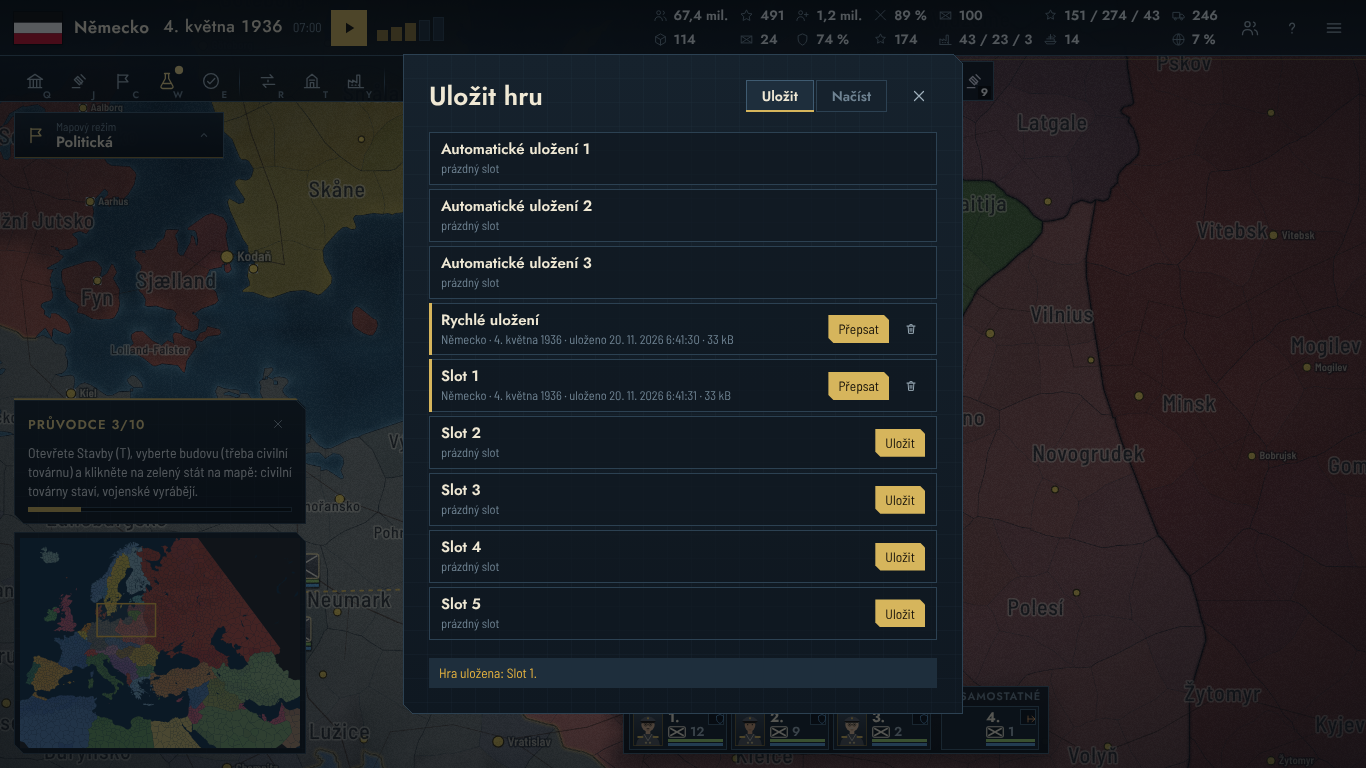 Německo
4. května 1936
07:00
67,4 mil.
491
1,2 mil.
89 %
100
151 / 274 / 43
246
114
24
74 %
174
43 / 23 / 3
14
7 %
?
Q
J
C
W
E
R
T
Y
9
Mapový režim
Politická
Aalborg
Aarhus
Skåne
Kodaň
Sjælland
Fyn
Lolland-Falster
Kiel
Pskov
Latgale
Vitebsk
Vitebsk
Vilnius
Mogilev
Mogilev
Minsk
Novogrudek
Bobrujsk
Polesí
Žytomyr
Žytomyr
Kyjev
Volyň
Neumark
Lužice
Vratislav
Kielce
PRŮVODCE 3/10
Otevřete Stavby (T), vyberte budovu (třeba civilní
továrnu) a klikněte na zelený stát na mapě: civilní
továrny staví, vojenské vyrábějí.
Uložit hru
Uložit
Načíst
Automatické uložení 1
prázdný slot
Automatické uložení 2
prázdný slot
Automatické uložení 3
prázdný slot
Rychlé uložení
Německo · 4. května 1936 · uloženo 20. 11. 2026 6:41:30 · 33 kB
Přepsat
Slot 1
Německo · 4. května 1936 · uloženo 20. 11. 2026 6:41:31 · 33 kB
Přepsat
Slot 2
prázdný slot
Uložit
Slot 3
prázdný slot
Uložit
Slot 4
prázdný slot
Uložit
Slot 5
prázdný slot
Uložit
Hra uložena: Slot 1.
SAMOSTATNĚ
1.
12
2.
9
3.
2
4.
1